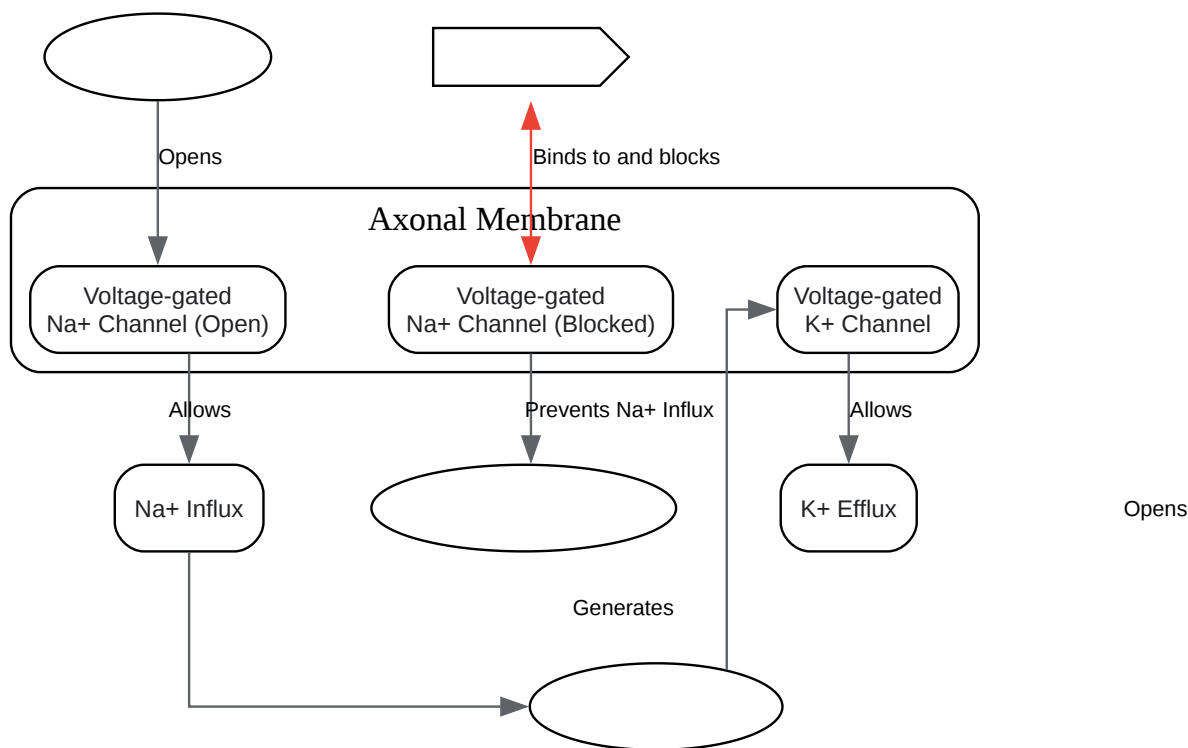 Opens
Binds to and blocks
Axonal Membrane
Voltage-gated
Na+ Channel (Open)
Voltage-gated
Na+ Channel (Blocked)
Voltage-gated
K+ Channel
Allows
Prevents Na+ Influx
Allows
Na+ Influx
K+ Efflux
Opens
Generates